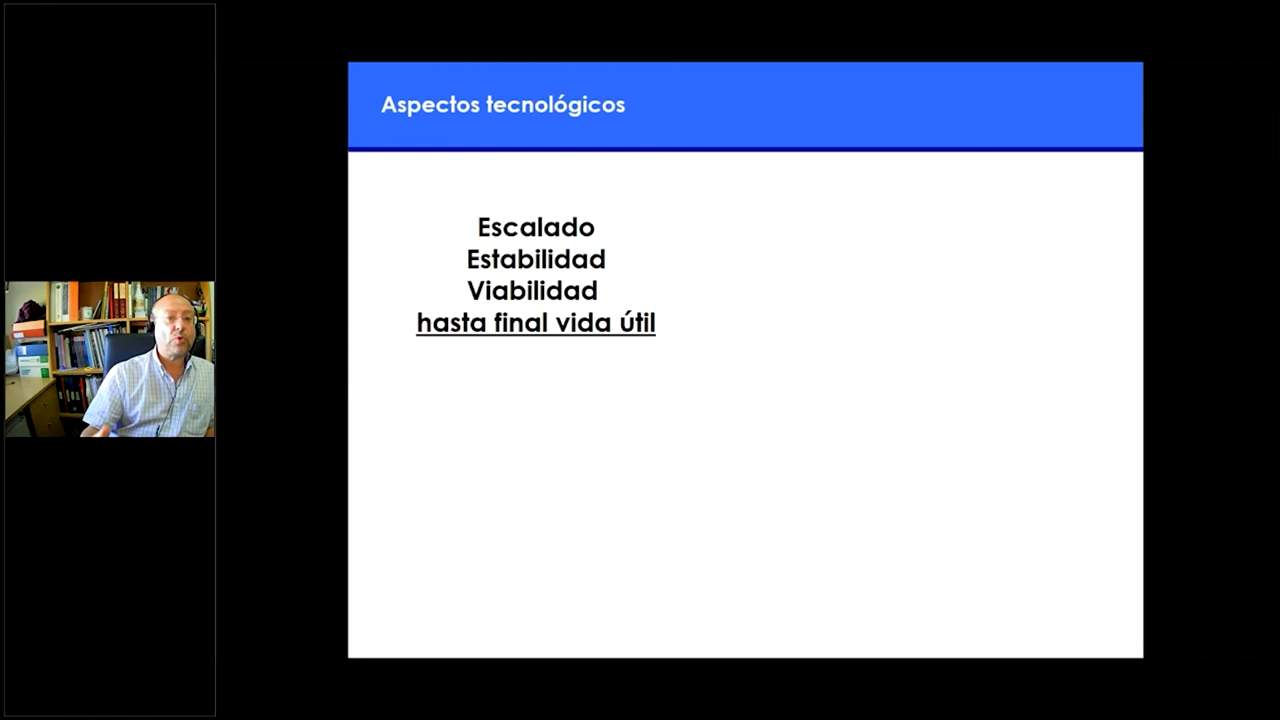 Aspectos tecnológicos
Escalado
Estabilidad
Viabilidad
hasta final vida útil